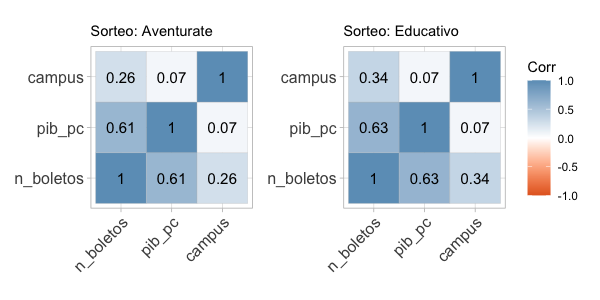 Sorteo: Aventurate
Sorteo: Educativo
campus
0.26
0.07
1
pib_pc
0.61
1
0.07
n_boletos
1
0.61
0.26
n_boletos
pib_pc
campus
campus
0.34
0.07
1
pib_pc
0.63
1
0.07
n_boletos
1
0.63
0.34
n_boletos
pib_pc
campus
Corr
1.0
0.5
0.0
-0.5
-1.0